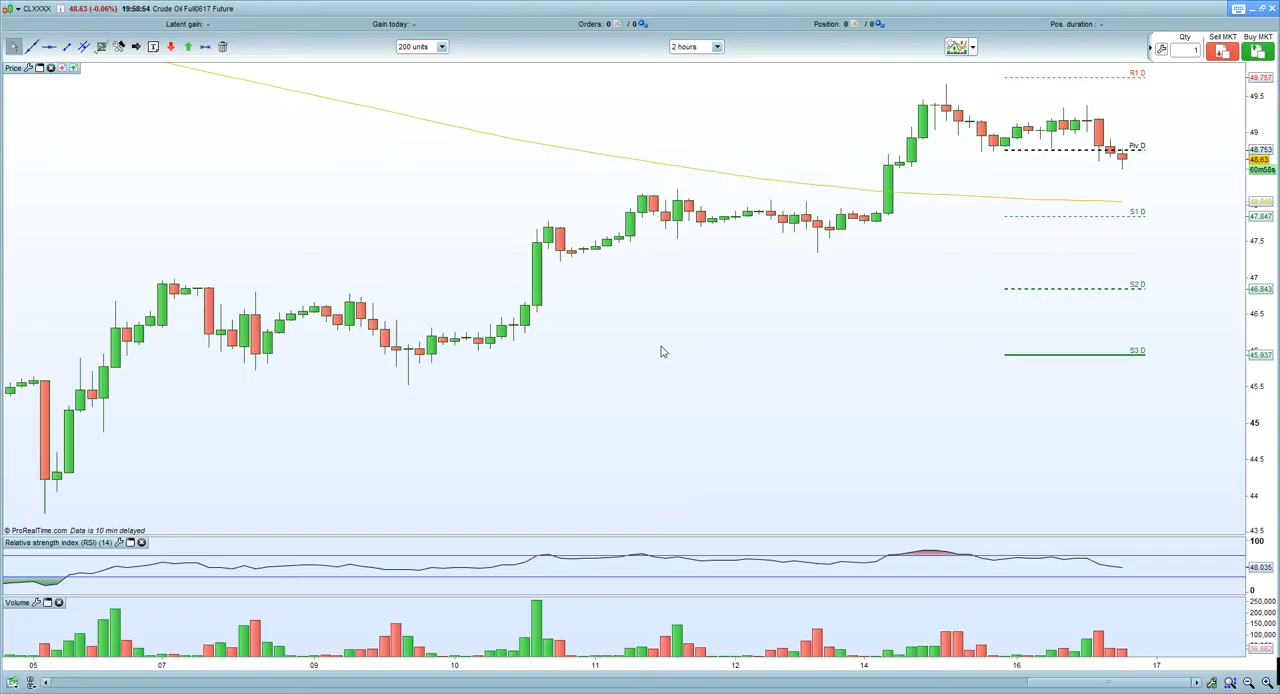 CLXXXX 48.63 (-0.06%) 19:58:54 Crude Oil Full0617 Future
Latent gain: - Gain today: - Orders: 0 / 0 Position: 0 / 0 Pos. duration : -
200 units 2 hours Qty Sell MKT Buy MKT
1
Price
R1 D 49.757
49.5
49
Piv D 48.753
48.63
60m58s
S1 D 47.847
47.5
47
S2 D 46.843
46.5
S3 D 45.937
45.5
45
44.5
44
43.5
© ProRealTime.com Data is 10 min delayed
Relative strength index (RSI) (14) 100
48.035
0
Volume 250,000
200,000
150,000
100,000
05 07 09 10 11 12 14 16 17